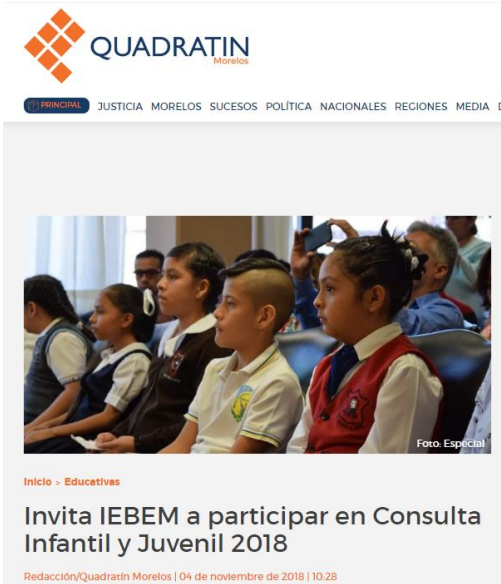 QUADRATIN
Morelos
PRINCIPAL JUSTICIA MORELOS SUCESOS POLÍTICA NACIONALES REGIONES MEDIA
Foto: Especial
Inicio > Educativas
Invita IEBEM a participar en Consulta
Infantil y Juvenil 2018
Redacción/Quadratín Morelos | 04 de noviembre de 2018 | 10:28